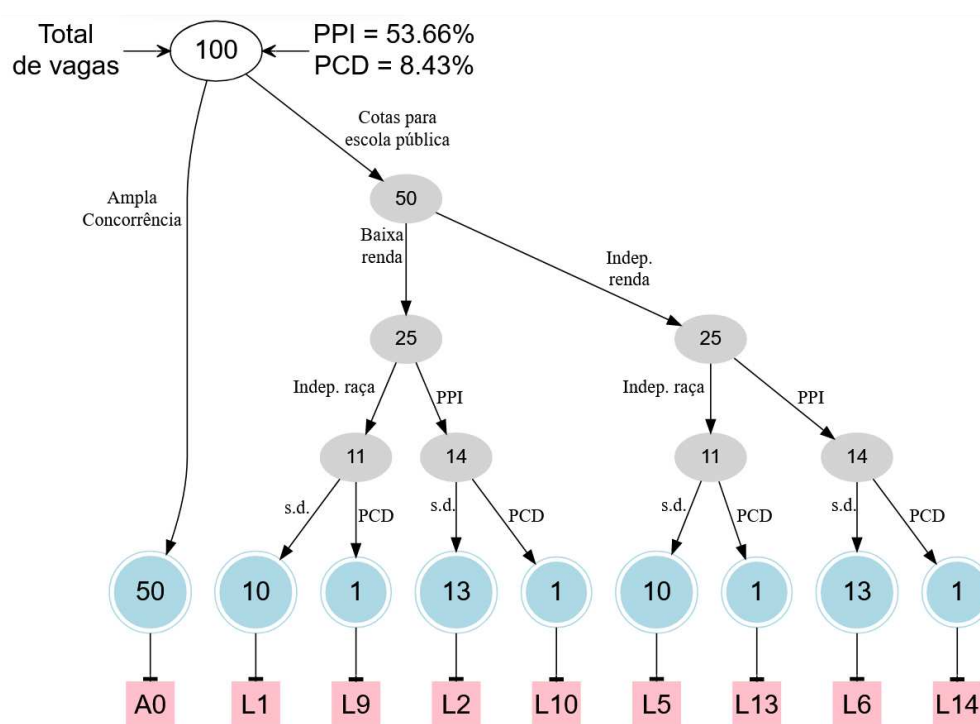 Total
de vagas
100
PPI = 53.66%
PCD = 8.43%
Cotas para
escola pública
Ampla
Concorrência
50
Baixa
renda
Indep.
renda
25
25
Indep. raça
PPI
Indep. raça
PPI
11
14
11
14
s.d.
PCD
s.d.
PCD
s.d.
PCD
s.d.
PCD
50
10
1
13
1
10
1
13
1
A0
L1
L9
L2
L10
L5
L13
L6
L14